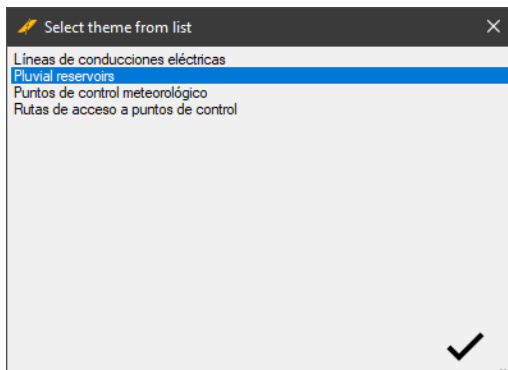 Select theme from list
Líneas de conducciones eléctricas
Pluvial reservoirs
Puntos de control meteorológico
Rutas de acceso a puntos de control